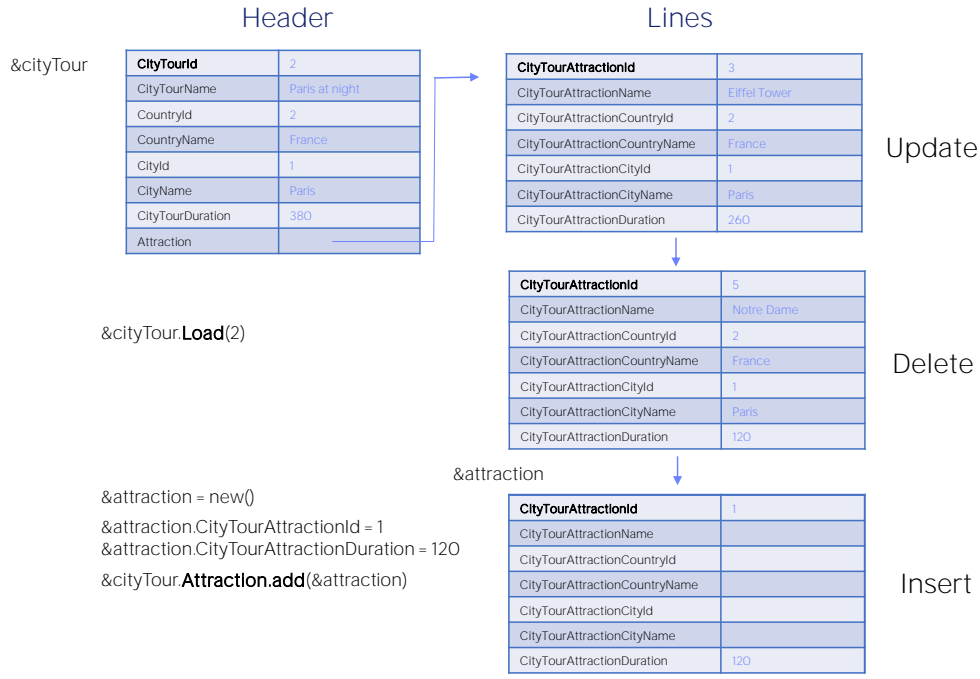 Header
Lines
&cityTour
CityTourId 2
CityTourName Paris at night
CountryId 2
CountryName France
CityId 1
CityName Paris
CityTourDuration 380
Attraction
CityTourAttractionId 3
CityTourAttractionName Eiffel Tower
CityTourAttractionCountryId 2
CityTourAttractionCountryName France
CityTourAttractionCityId 1
CityTourAttractionCityName Paris
CityTourAttractionDuration 260
Update
&cityTour.Load(2)
CityTourAttractionId 5
CityTourAttractionName Notre Dame
CityTourAttractionCountryId 2
CityTourAttractionCountryName France
CityTourAttractionCityId 1
CityTourAttractionCityName Paris
CityTourAttractionDuration 120
Delete
&attraction = new()
&attraction.CityTourAttractionId = 1
&attraction.CityTourAttractionDuration = 120
&cityTour.Attraction.add(&attraction)
&attraction
CityTourAttractionId 1
CityTourAttractionName
CityTourAttractionCountryId
CityTourAttractionCountryName
CityTourAttractionCityId
CityTourAttractionCityName
CityTourAttractionDuration 120
Insert